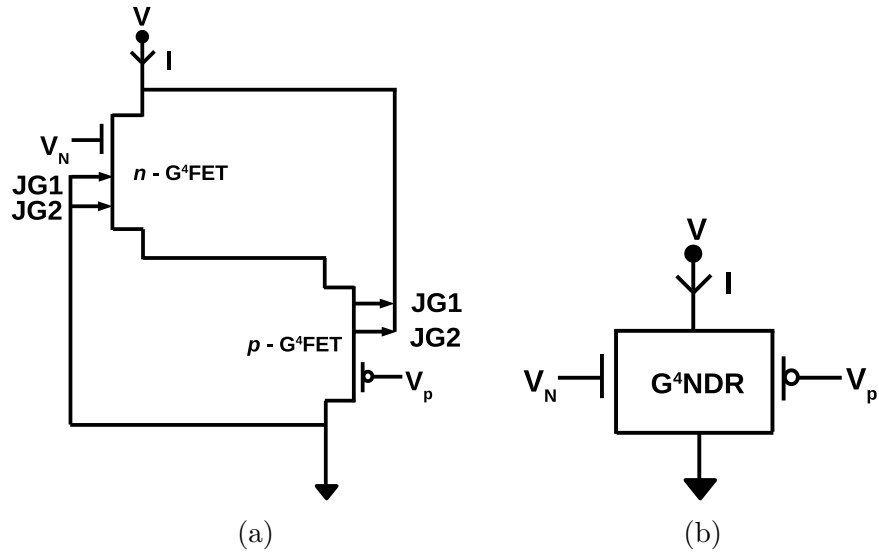 V
I
V_N
n - G⁴FET
JG1
JG2
JG1
JG2
p - G⁴FET
V_p
(a)
V
I
V_N
G⁴NDR
V_p
(b)